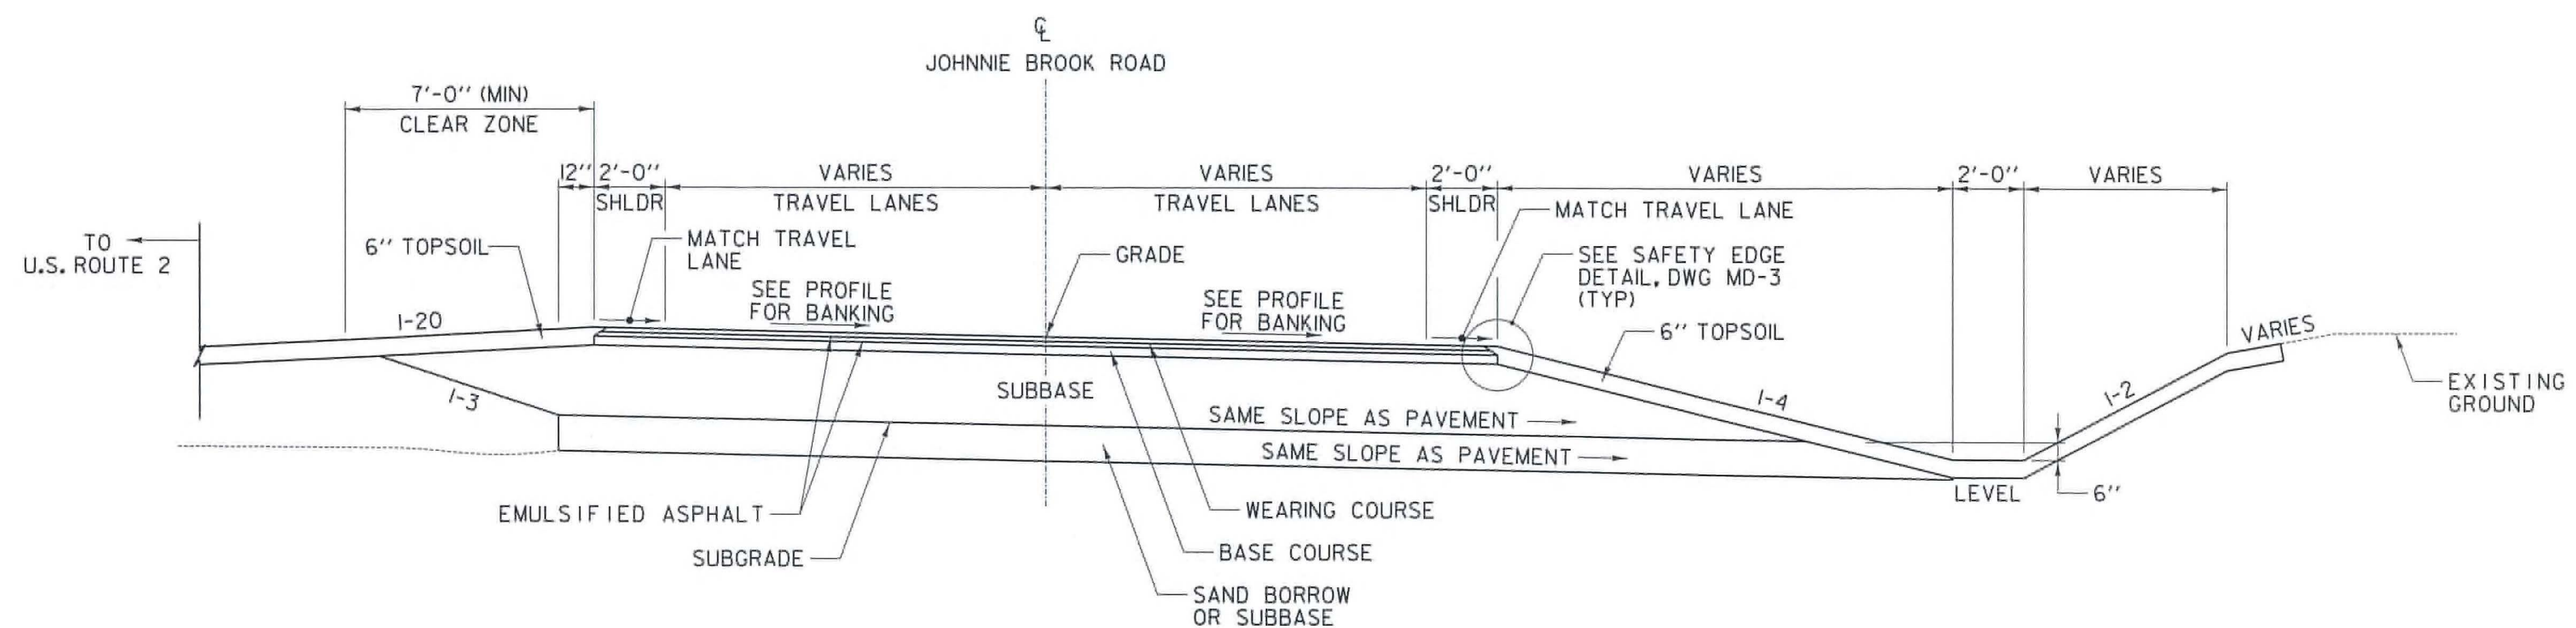 ℄
JOHNNIE BROOK ROAD
7'-0" (MIN)
CLEAR ZONE
12"
2'-0"
SHLDR
VARIES
TRAVEL LANES
VARIES
TRAVEL LANES
2'-0"
SHLDR
VARIES
2'-0"
VARIES
TO
U.S. ROUTE 2
6" TOPSOIL
MATCH TRAVEL
LANE
GRADE
MATCH TRAVEL LANE
SEE SAFETY EDGE
DETAIL, DWG MD-3
(TYP)
SEE PROFILE
FOR BANKING
SEE PROFILE
FOR BANKING
6" TOPSOIL
1-20
VARIES
1-3
SUBBASE
1-4
1-2
EXISTING
GROUND
SAME SLOPE AS PAVEMENT
SAME SLOPE AS PAVEMENT
LEVEL
6"
EMULSIFIED ASPHALT
WEARING COURSE
SUBGRADE
BASE COURSE
SAND BORROW
OR SUBBASE